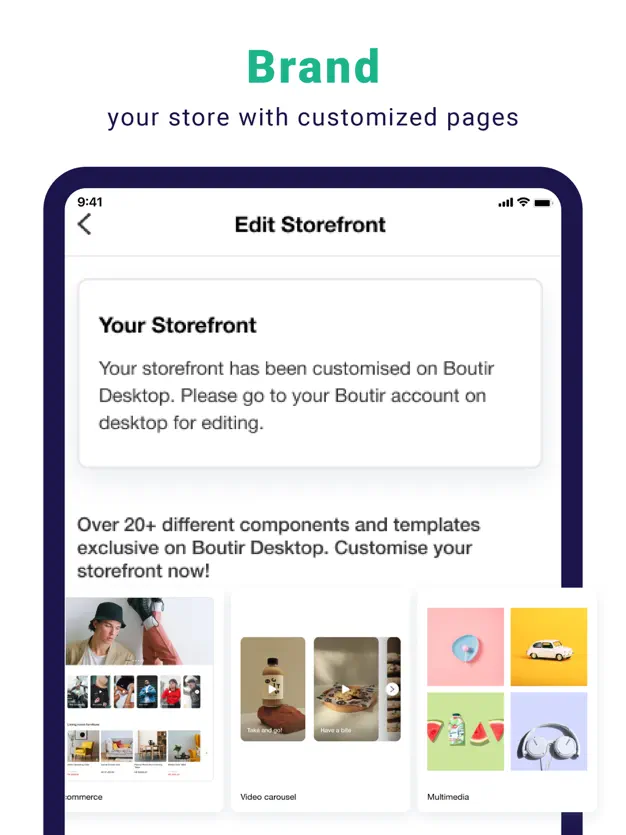 Brand
your store with customized pages
9:41
Edit Storefront
Your Storefront
Your storefront has been customised on Boutir
Desktop. Please go to your Boutir account on
desktop for editing.
Over 20+ different components and templates
exclusive on Boutir Desktop. Customise your
storefront now!
Take and go!
Have a bite
ommerce
Video carousel
Multimedia